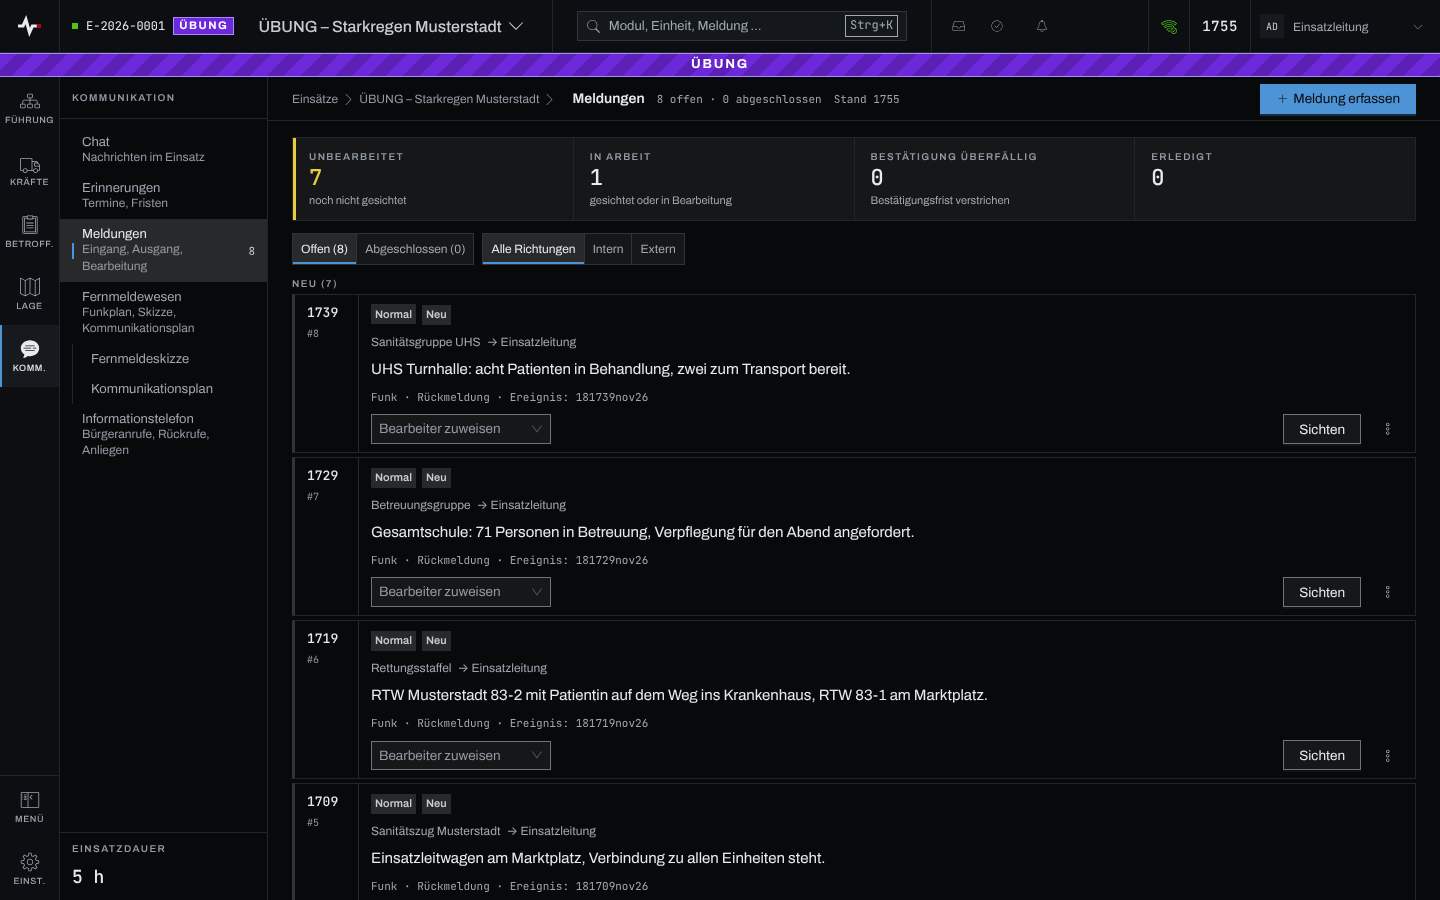 E-2026-0001 ÜBUNG ÜBUNG – Starkregen Musterstadt
Modul, Einheit, Meldung ... Strg+K
1755
AD Einsatzleitung
ÜBUNG
FÜHRUNG
KRÄFTE
BETROFF.
LAGE
KOMM.
MENÜ
EINST.
KOMMUNIKATION
Chat
Nachrichten im Einsatz
Erinnerungen
Termine, Fristen
Meldungen
Eingang, Ausgang,
Bearbeitung
8
Fernmeldewesen
Funkplan, Skizze,
Kommunikationsplan
Fernmeldeskizze
Kommunikationsplan
Informationstelefon
Bürgeranrufe, Rückrufe,
Anliegen
EINSATZDAUER
5 h
Einsätze ÜBUNG – Starkregen Musterstadt Meldungen 8 offen · 0 abgeschlossen Stand 1755
+ Meldung erfassen
UNBEARBEITET
7
noch nicht gesichtet
IN ARBEIT
1
gesichtet oder in Bearbeitung
BESTÄTIGUNG ÜBERFÄLLIG
0
Bestätigungsfrist verstrichen
ERLEDIGT
0
Offen (8) Abgeschlossen (0) Alle Richtungen Intern Extern
NEU (7)
1739
#8
Normal Neu
Sanitätsgruppe UHS → Einsatzleitung
UHS Turnhalle: acht Patienten in Behandlung, zwei zum Transport bereit.
Funk · Rückmeldung · Ereignis: 181739nov26
Bearbeiter zuweisen
Sichten
1729
#7
Normal Neu
Betreuungsgruppe → Einsatzleitung
Gesamtschule: 71 Personen in Betreuung, Verpflegung für den Abend angefordert.
Funk · Rückmeldung · Ereignis: 181729nov26
Bearbeiter zuweisen
Sichten
1719
#6
Normal Neu
Rettungsstaffel → Einsatzleitung
RTW Musterstadt 83-2 mit Patientin auf dem Weg ins Krankenhaus, RTW 83-1 am Marktplatz.
Funk · Rückmeldung · Ereignis: 181719nov26
Bearbeiter zuweisen
Sichten
1709
#5
Normal Neu
Sanitätszug Musterstadt → Einsatzleitung
Einsatzleitwagen am Marktplatz, Verbindung zu allen Einheiten steht.
Funk · Rückmeldung · Ereignis: 181709nov26